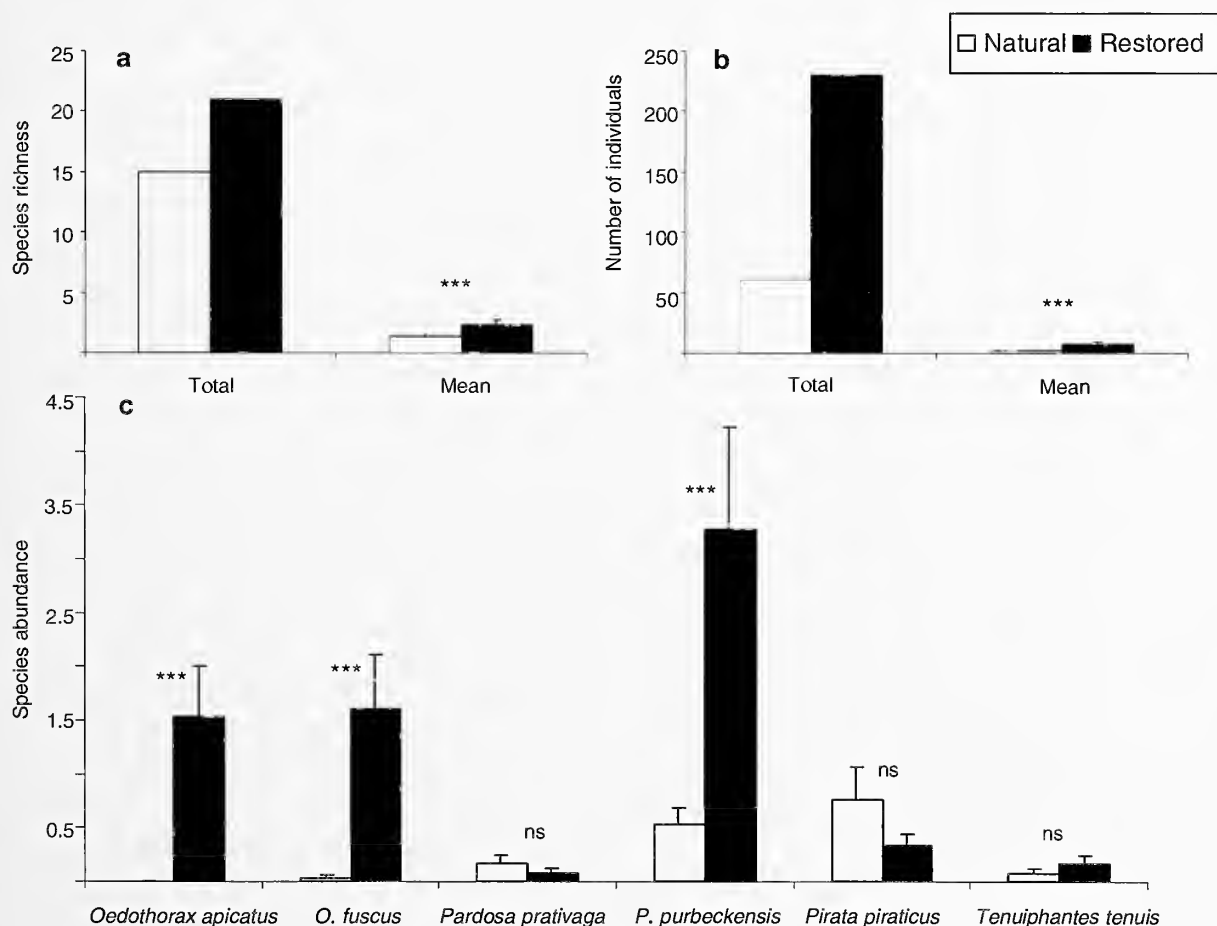 Natural Restored
a
25
20
15
10
5
Species richness
***
Total Mean
b
250
200
150
100
50
Number of individuals
***
Total Mean
c
4.5
3.5
2.5
1.5
0.5
Species abundance
***
***
ns
***
ns
ns
Oedothorax apicatus O. fuscus Pardosa prativaga P. purbeckensis Pirata piraticus Tenuiphantes tenuis